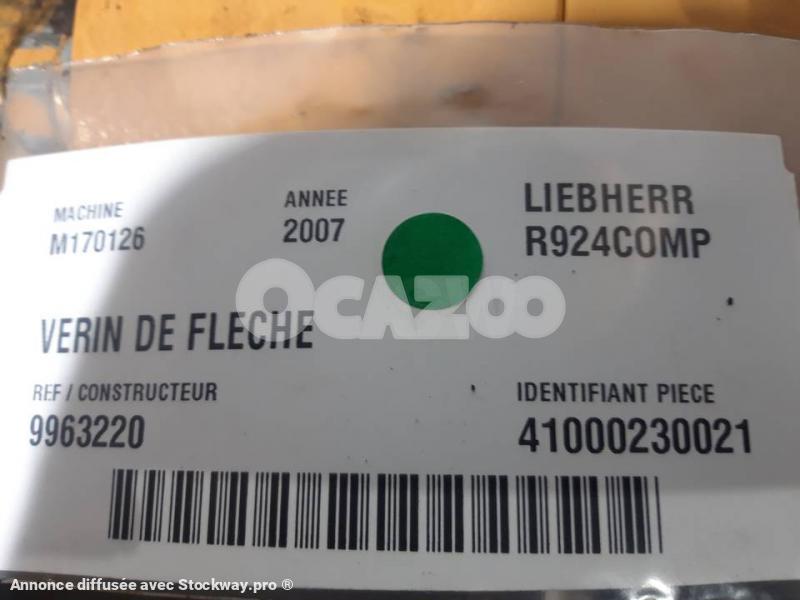 MACHINE
M170126
ANNEE
2007
LIEBHERR
R924COMP
OCAZOO
VERIN DE FLECHE
REF / CONSTRUCTEUR
9963220
IDENTIFIANT PIECE
41000230021
Annonce diffusée avec Stockway.pro ®